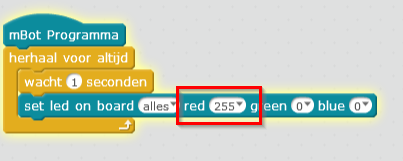 mBot Programma
herhaal voor altijd
wacht 1 seconden
set led on board alles red 255 green 0 blue 0